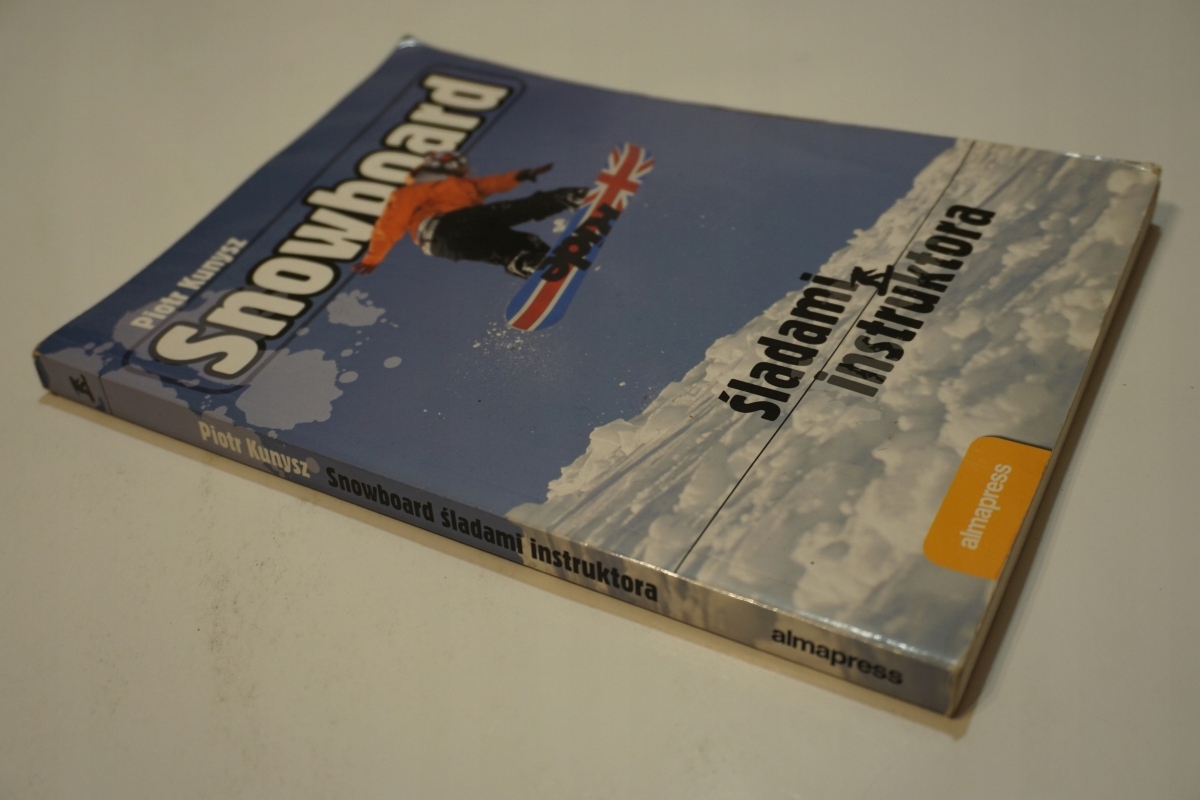 Piotr Kunysz
Snowboard
śladami
instruktora
almapress
Piotr Kunysz Snowboard śladami instruktora almapress